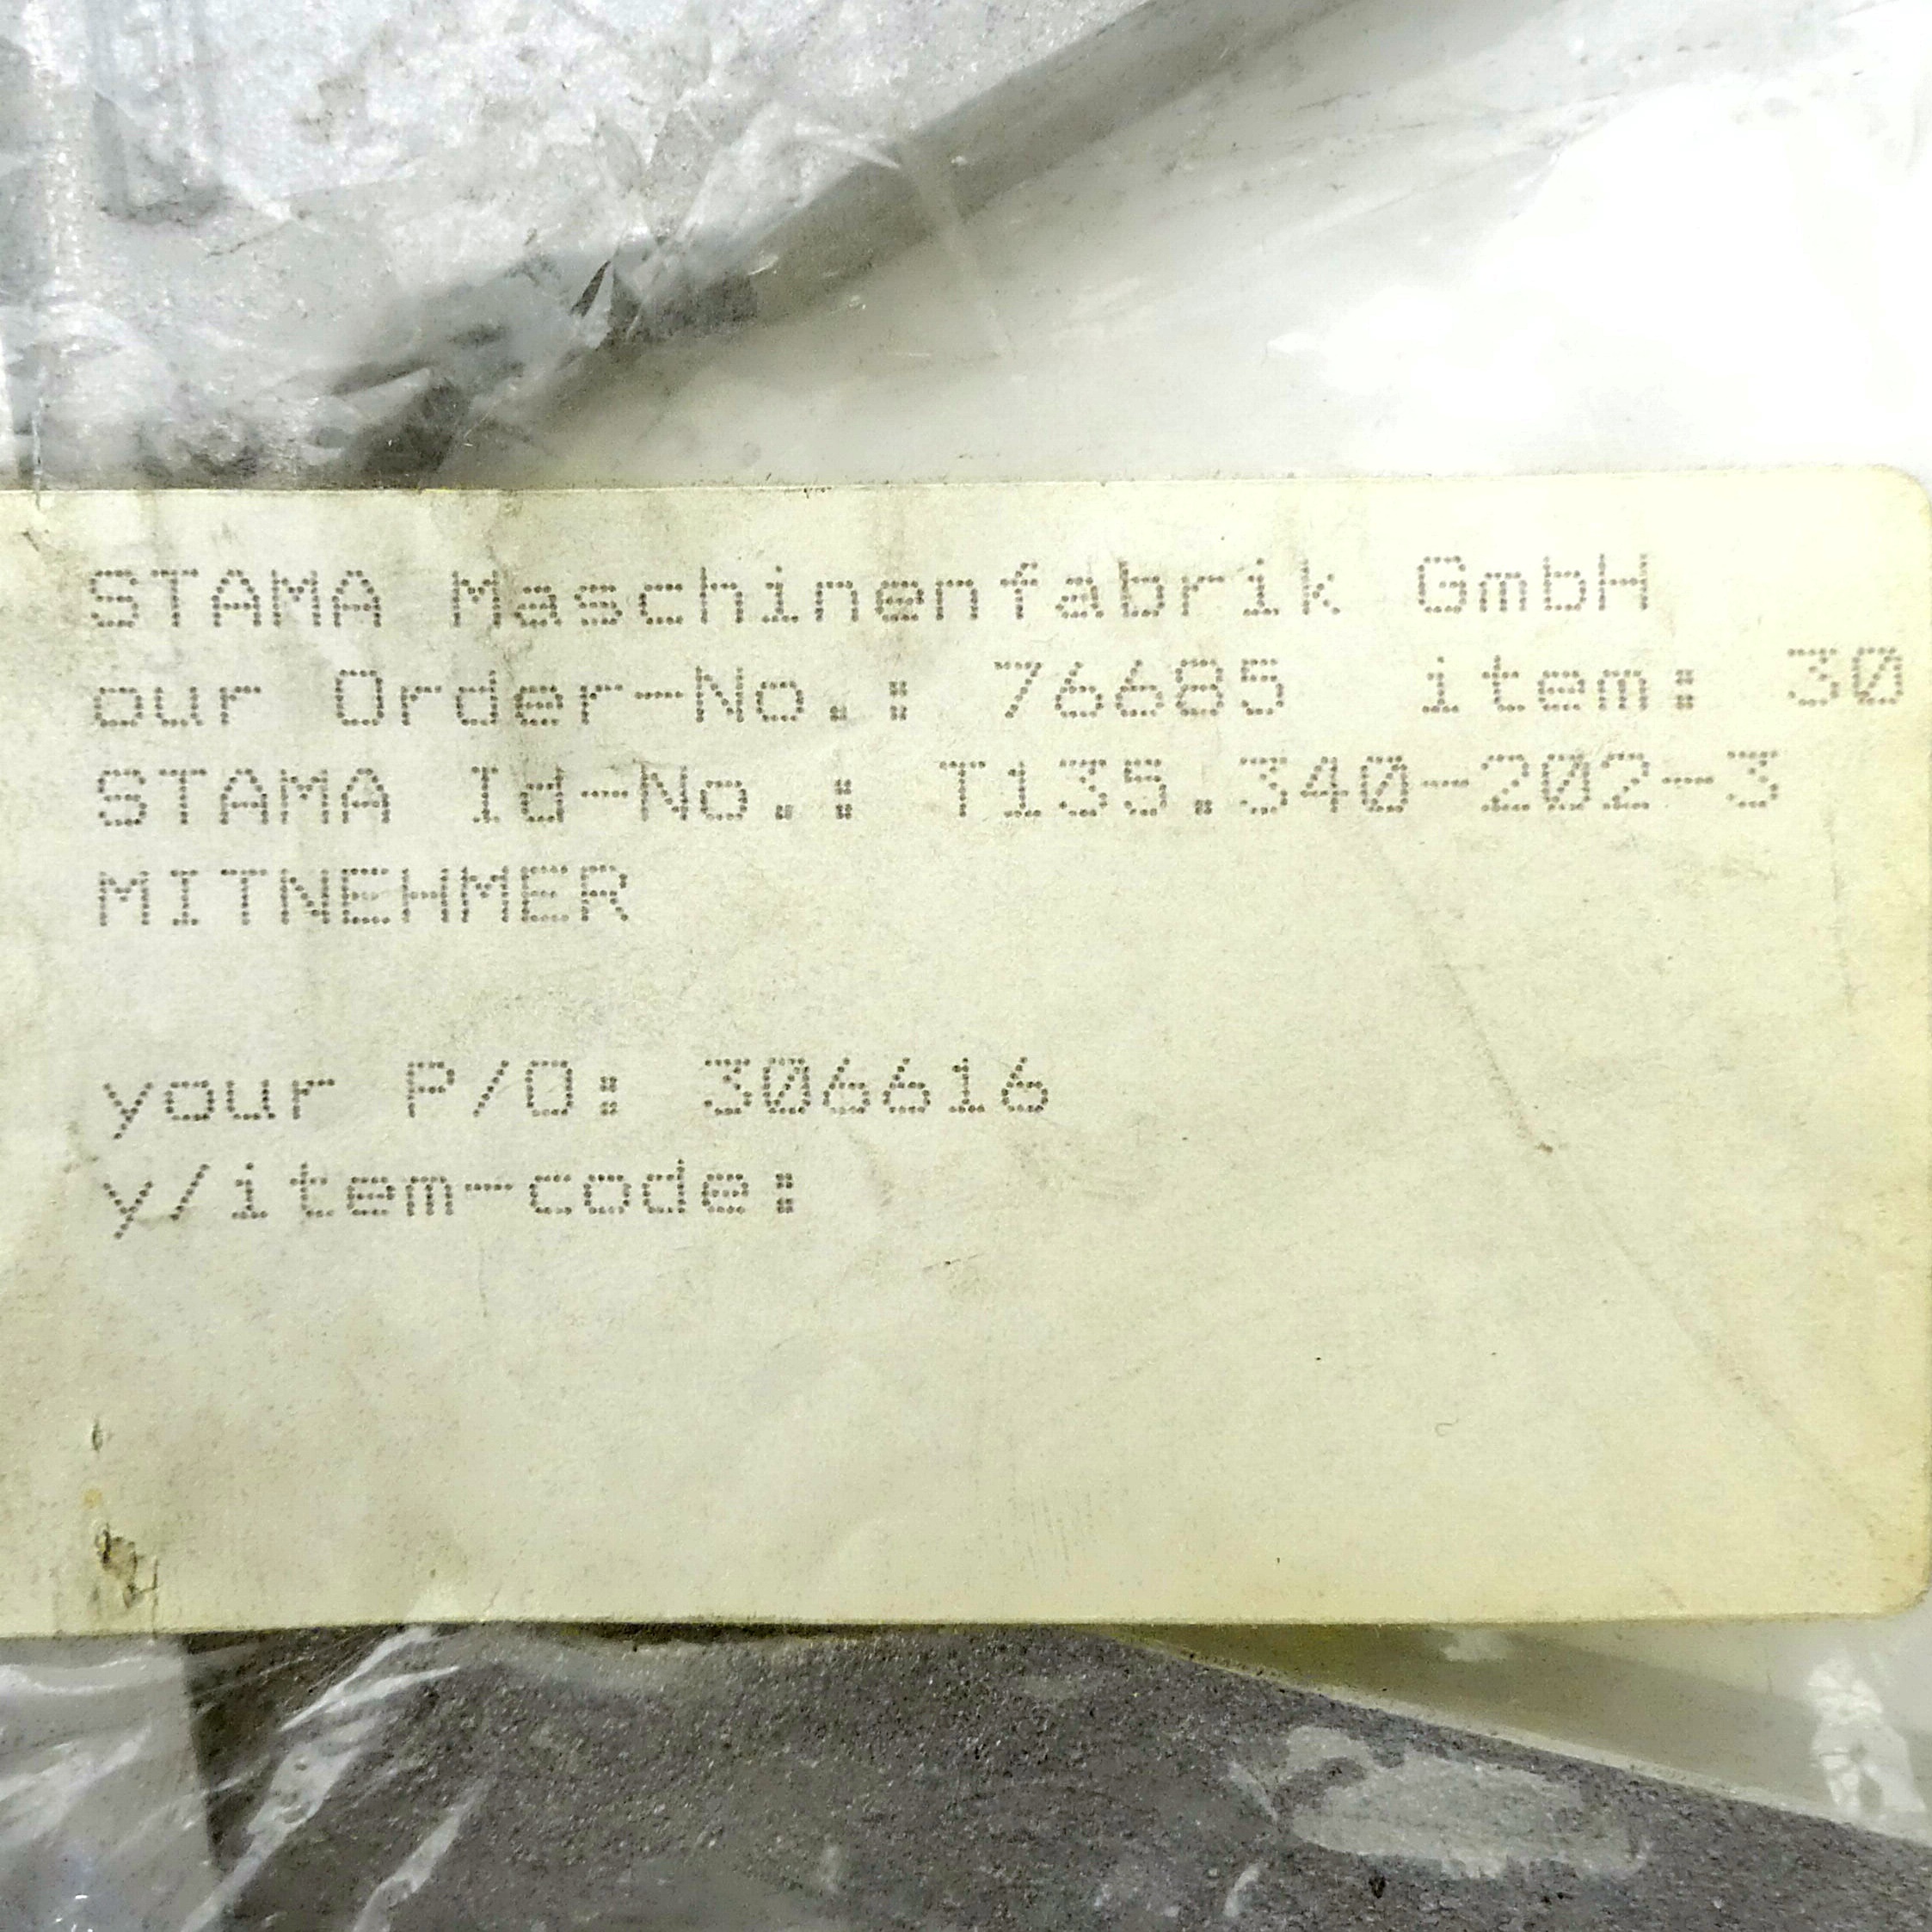 STAMA Maschinenfabrik GmbH
our Order-No.: 76685 item: 30
STAMA Id-No.: T135.340-202-3
MITNEHMER
your P/O: 306616
y/item-code: